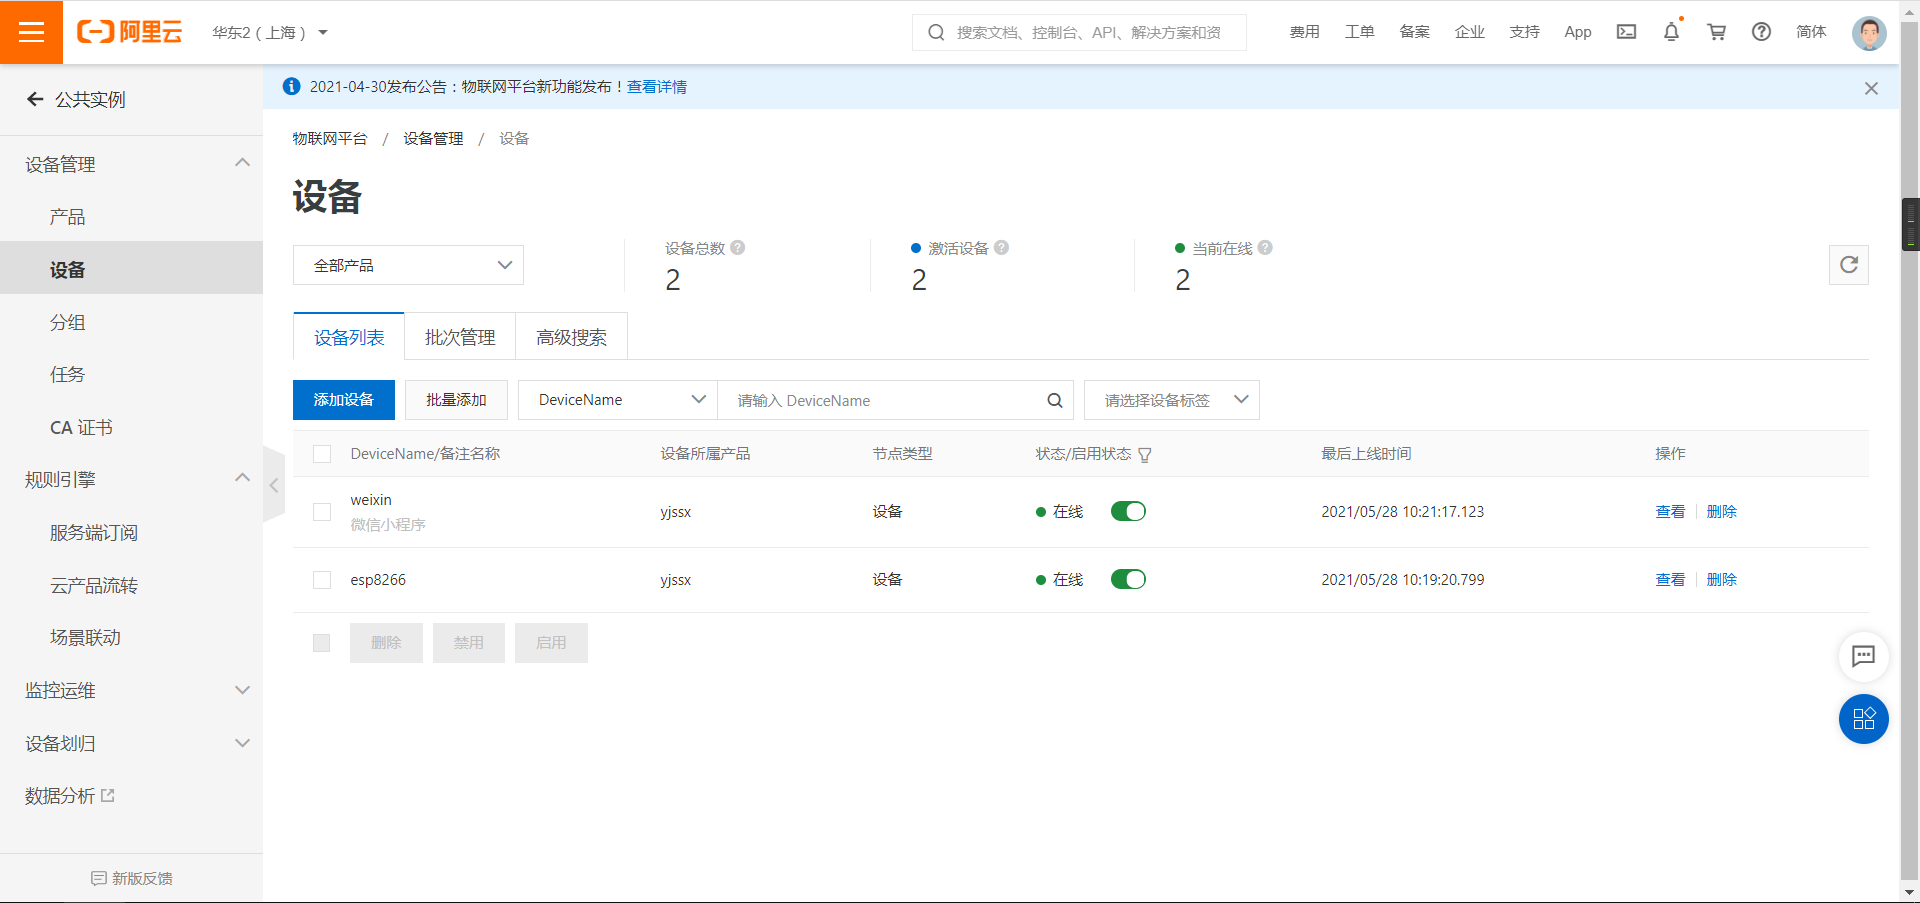 阿里云
华东2（上海）
搜索文档、控制台、API、解决方案和资
费用
工单
备案
企业
支持
App
简体
公共实例
设备管理
产品
设备
分组
任务
CA 证书
规则引擎
服务端订阅
云产品流转
场景联动
监控运维
设备划归
数据分析
新版反馈
2021-04-30发布公告：物联网平台新功能发布！查看详情
物联网平台 / 设备管理 / 设备
设备
全部产品
设备总数
2
激活设备
2
当前在线
2
设备列表
批次管理
高级搜索
添加设备
批量添加
DeviceName
请输入 DeviceName
请选择设备标签
DeviceName/备注名称 设备所属产品 节点类型 状态/启用状态 最后上线时间 操作
weixin
微信小程序
yjssx 设备 在线 2021/05/28 10:21:17.123 查看 删除
esp8266 yjssx 设备 在线 2021/05/28 10:19:20.799 查看 删除
删除 禁用 启用